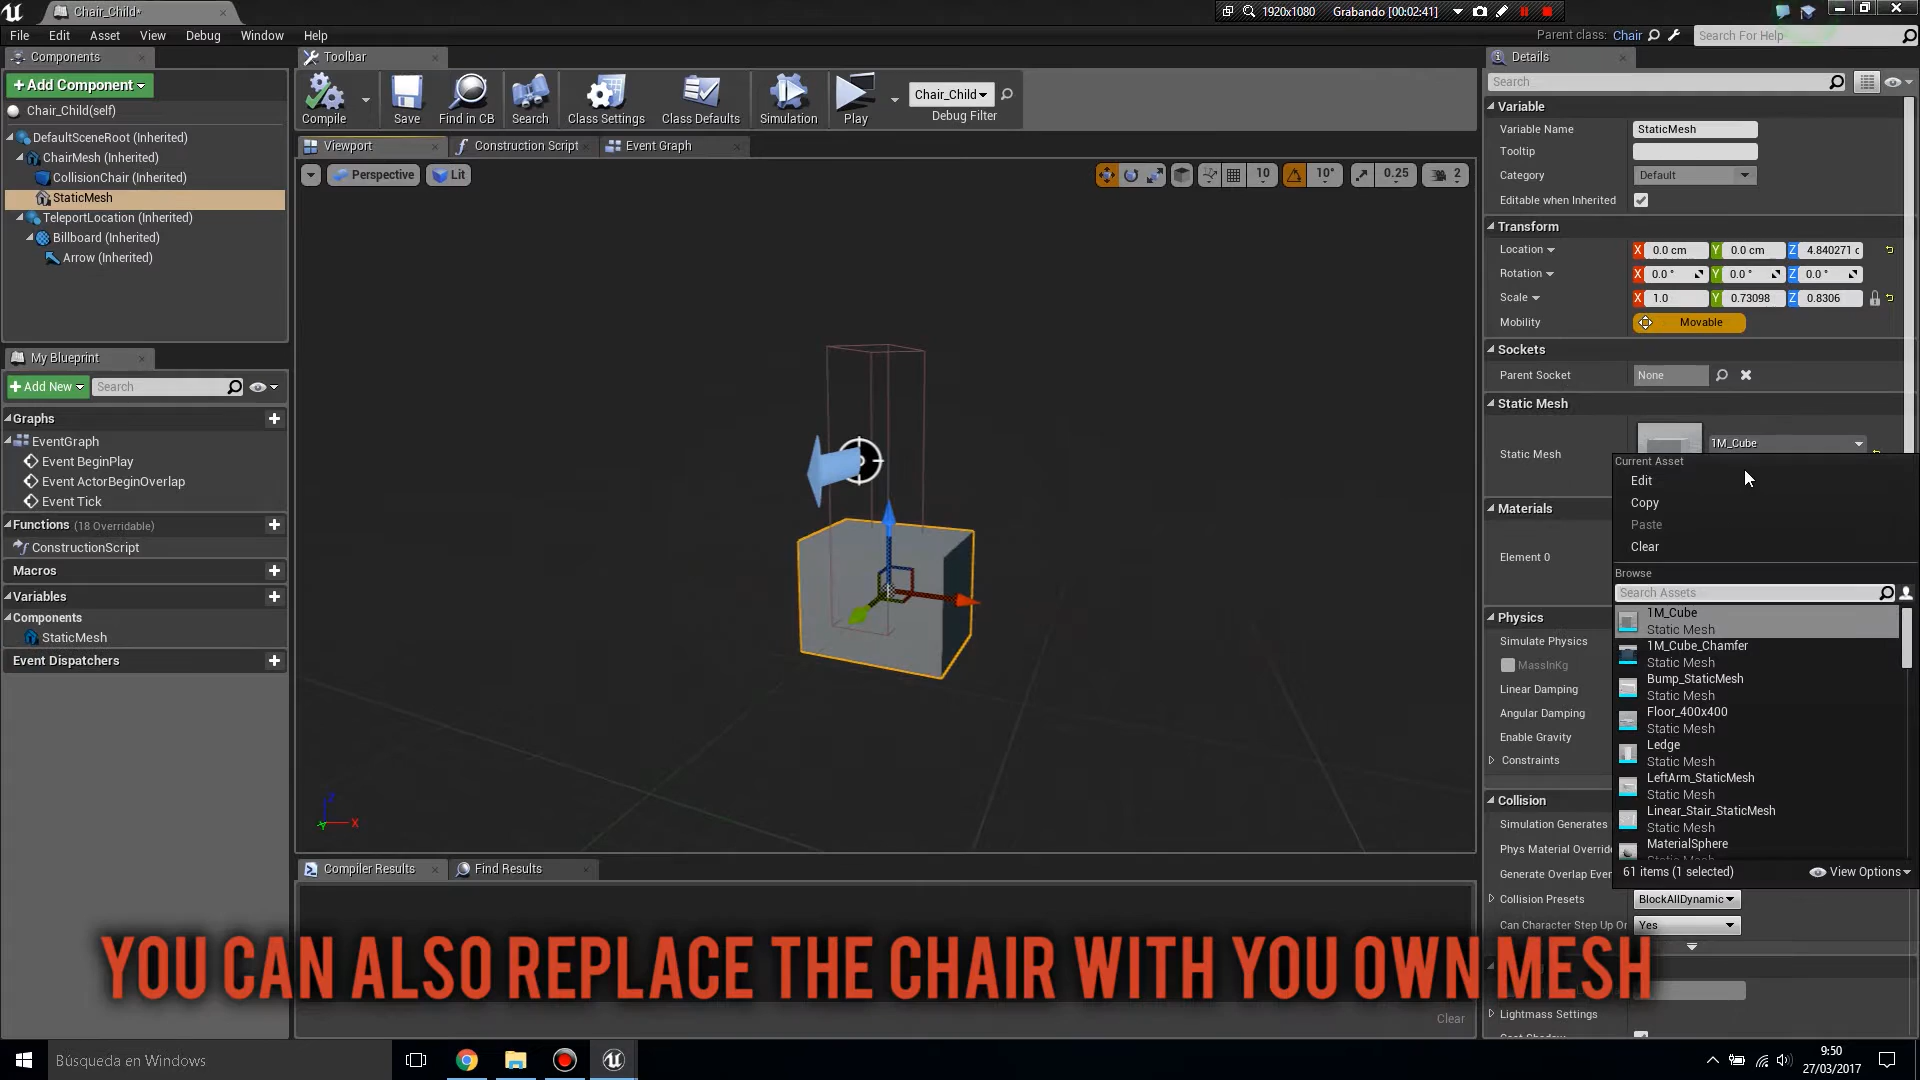 Chair_Child*
1920x1080
Grabando [00:02:41]
File
Edit
Asset
View
Debug
Window
Help
Parent class:
Chair
Search For Help
Components
+Add Component
Chair_Child(self)
DefaultSceneRoot (Inherited)
ChairMesh (Inherited)
CollisionChair (Inherited)
StaticMesh
TeleportLocation (Inherited)
Billboard (Inherited)
Arrow (Inherited)
My Blueprint
+Add New
Search
Graphs
EventGraph
Event BeginPlay
Event ActorBeginOverlap
Event Tick
Functions (18 Overridable)
ConstructionScript
Macros
Variables
Components
StaticMesh
Event Dispatchers
Toolbar
Compile
Save
Find in CB
Search
Class Settings
Class Defaults
Simulation
Play
Chair_Child
Debug Filter
Viewport
Construction Script
Event Graph
Perspective
Lit
10
10°
0.25
2
Z
X
Y
Compiler Results
Find Results
Clear
Details
Search
Variable
Variable Name
StaticMesh
Tooltip
Category
Default
Editable when Inherited
Transform
Location
X 0.0 cm Y 0.0 cm Z 4.840271 c
Rotation
X 0.0 ° Y 0.0 ° Z 0.0 °
Scale
X 1.0 Y 0.73098 Z 0.8306
Mobility
Movable
Sockets
Parent Socket
None
Static Mesh
Static Mesh
1M_Cube
Materials
Element 0
Physics
Simulate Physics
MassInKg
Linear Damping
Angular Damping
Enable Gravity
Constraints
Collision
Simulation Generates
Phys Material Override
Generate Overlap Even
Collision Presets
BlockAllDynamic
Can Character Step Up On
Yes
Lightmass Settings
Current Asset
Edit
Copy
Paste
Clear
Browse
Search Assets
1M_Cube
Static Mesh
1M_Cube_Chamfer
Static Mesh
Bump_StaticMesh
Static Mesh
Floor_400x400
Static Mesh
Ledge
Static Mesh
LeftArm_StaticMesh
Static Mesh
Linear_Stair_StaticMesh
Static Mesh
MaterialSphere
61 items (1 selected)
View Options
YOU CAN ALSO REPLACE THE CHAIR WITH YOU OWN MESH
Búsqueda en Windows
9:50
27/03/2017